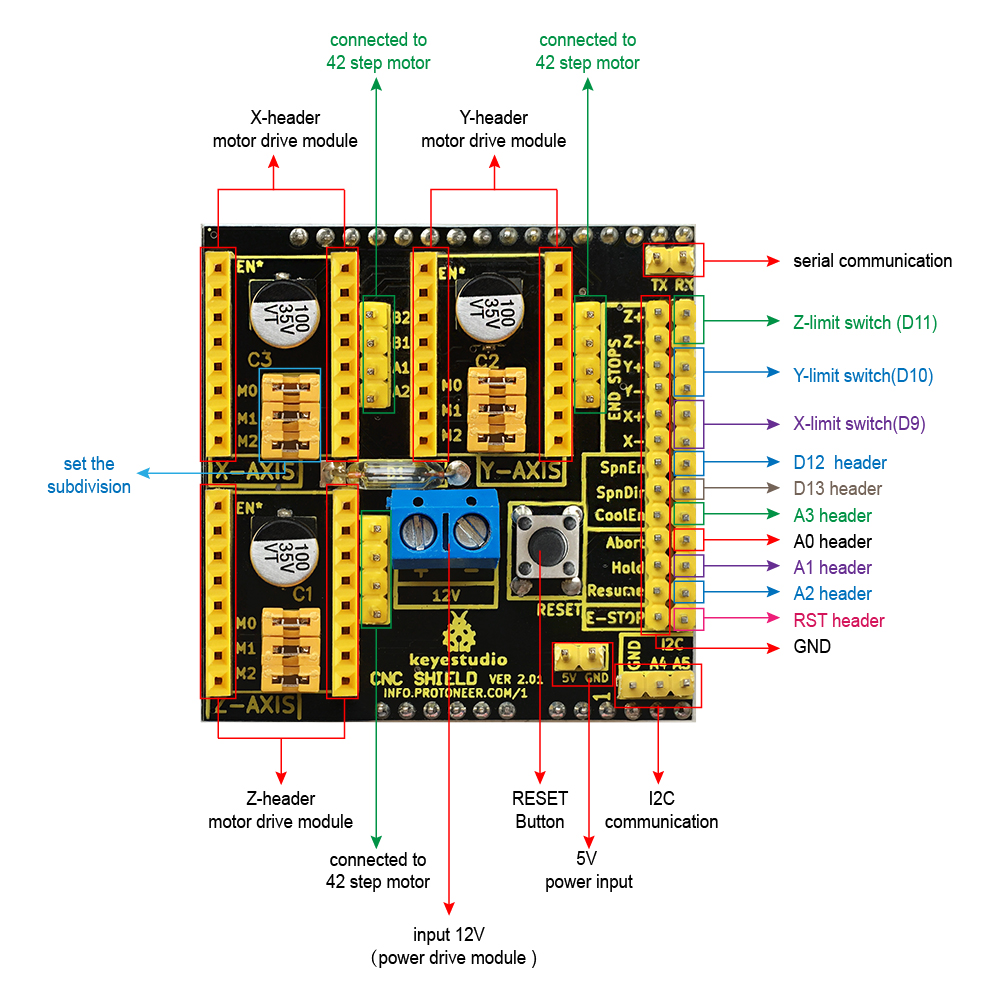 connected to
42 step motor
connected to
42 step motor
X-header
motor drive module
Y-header
motor drive module
serial communication
Z-limit switch (D11)
Y-limit switch(D10)
X-limit switch(D9)
D12 header
D13 header
A3 header
A0 header
A1 header
A2 header
RST header
GND
set the
subdivision
EN*
100
35V
VT
C3
M0
M1
M2
X-AXIS
B2
B1
A1
A2
EN*
100
35V
VT
C2
M0
M1
M2
Y-AXIS
D1
TX RX
END STOPS
Z+
Z-
Y+
Y-
X+
X-
SpnEn
SpnDir
CoolEn
Abort
Hold
Resume
E-STOP
EN*
100
35V
VT
C1
M0
M1
M2
Z-AXIS
+ -
12V
RESET
keyestudio
CNC SHIELD VER 2.01
INFO.PROTONEER.COM/1
5V GND
I2C
GND A4 A5
1
Z-header
motor drive module
connected to
42 step motor
input 12V
(power drive module )
RESET
Button
5V
power input
I2C
communication